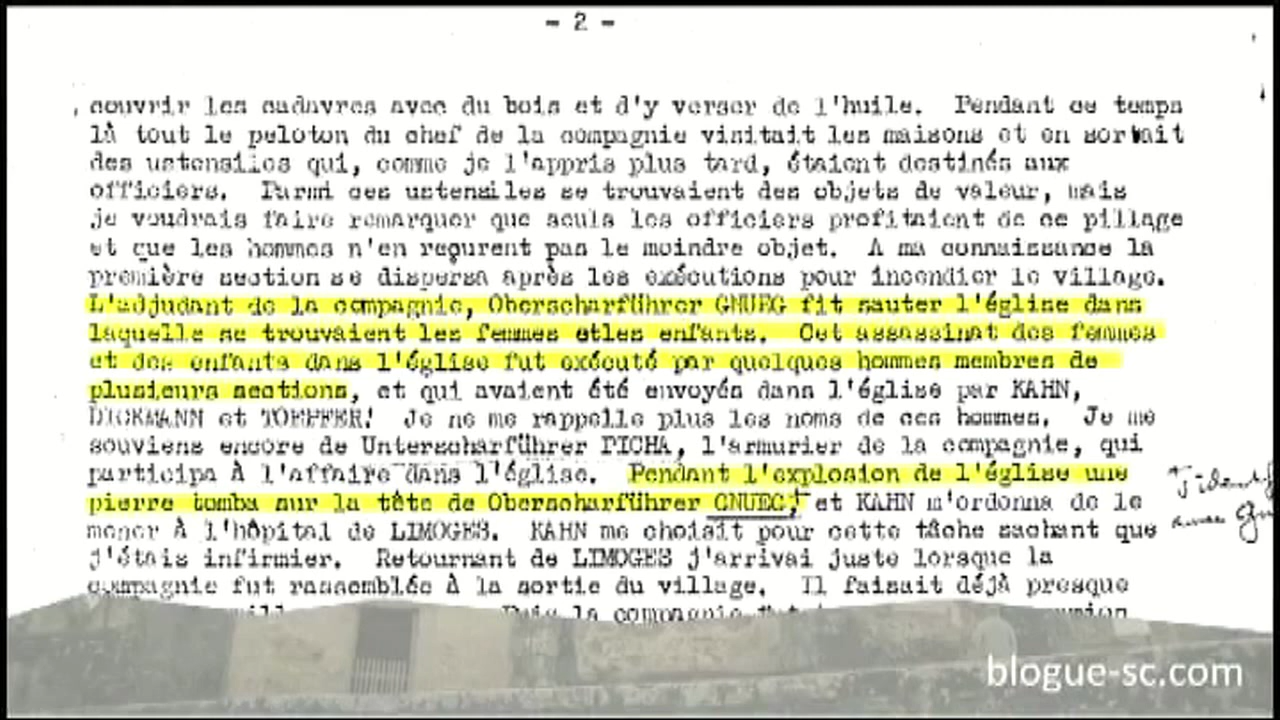 - 2 -
couvrir les cadavres avec du bois et d'y verser de l'huile. Pendant ce temps
là tout le peloton du chef de la compagnie visitait les maisons et en sortait
des ustensiles qui, comme je l'appris plus tard, étaient destinés aux
officiers. Parmi ces ustensiles se trouvaient des objets de valeur, mais
je voudrais faire remarquer que seuls les officiers profitaient de ce pillage
et que les hommes n'en reçurent pas le moindre objet. A ma connaissance la
première section se dispersa après les exécutions pour incendier le village.
L'adjudant de la compagnie, Oberscharführer GNUEG fit sauter l'église dans
laquelle se trouvaient les femmes etles enfants. Cet assassinat des femmes
et des enfants dans l'église fut exécuté par quelques hommes membres de
plusieurs sections, et qui avaient été envoyés dans l'église par KAHN,
DICKMANN et TOEPFER! Je ne me rappelle plus les noms de ces hommes. Je me
souviens encore de Unterscharführer PICHA, l'armurier de la compagnie, qui
participa à l'affaire dans l'église. Pendant l'explosion de l'église une
pierre tomba sur la tête de Oberscharführer GNUEG, et KAHN m'ordonna de le
mener à l'hôpital de LIMOGES. KAHN me choisit pour cette tâche sachant que
j'étais infirmier. Retournant de LIMOGES j'arrivai juste lorsque la
compagnie fut rassemblée à la sortie du village. Il faisait déjà presque
la compagnie
blogue-sc.com